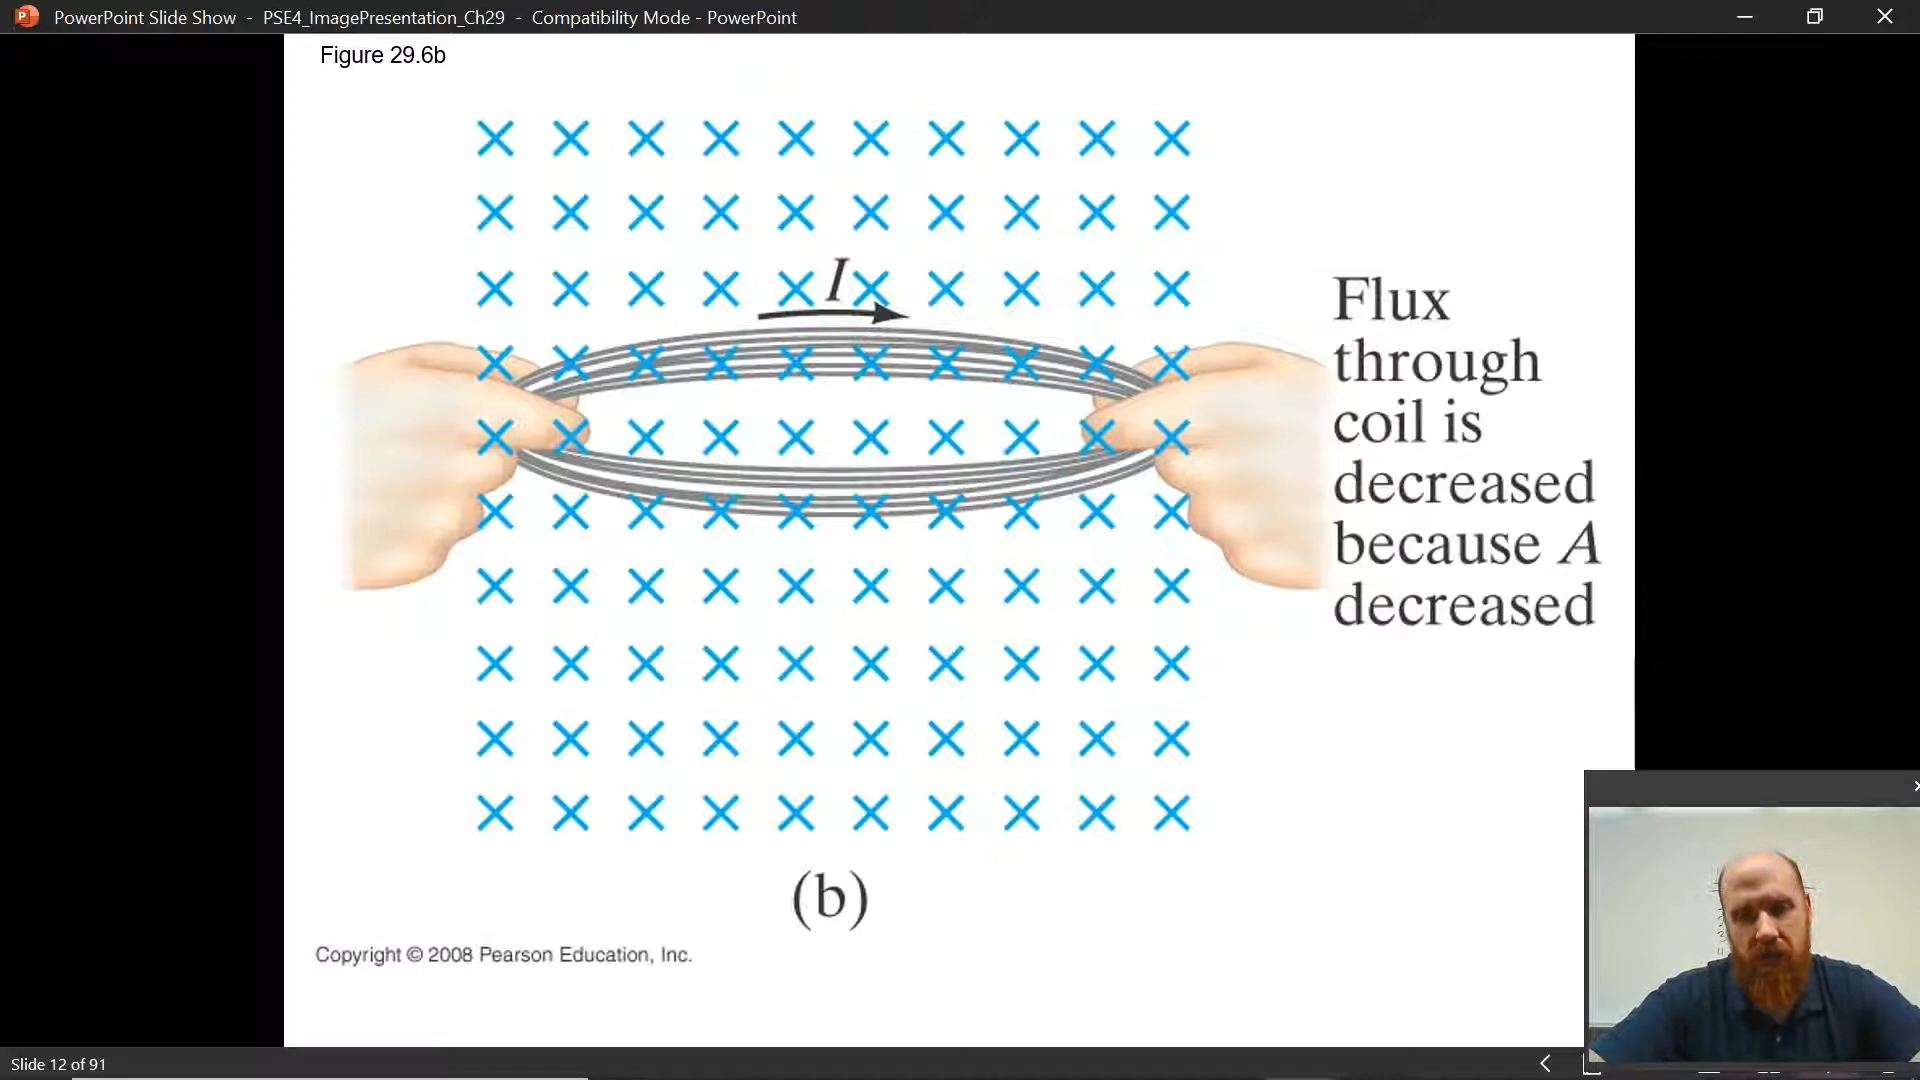 PowerPoint Slide Show - PSE4_ImagePresentation_Ch29 - Compatibility Mode - PowerPoint
Figure 29.6b
I
Flux
through
coil is
decreased
because A
decreased
(b)
Copyright © 2008 Pearson Education, Inc.
Slide 12 of 91